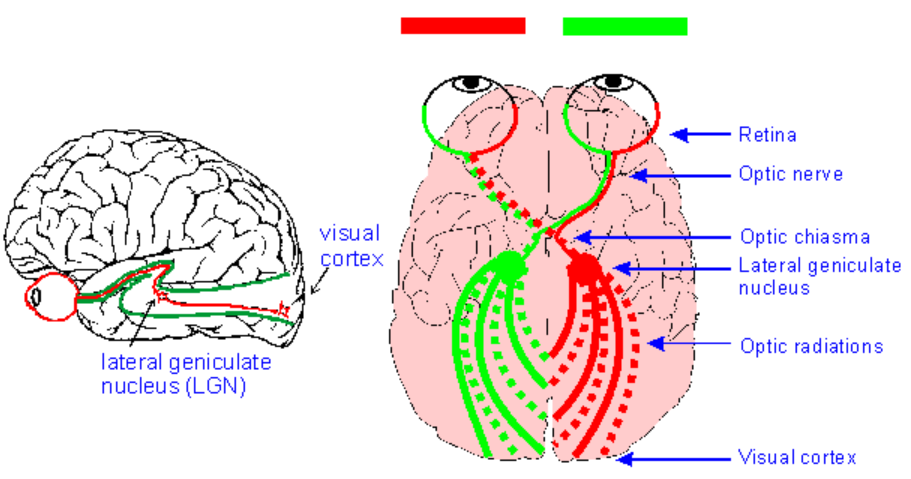 visual
cortex
lateral geniculate
nucleus (LGN)
Retina
Optic nerve
Optic chiasma
Lateral geniculate
nucleus
Optic radiations
Visual cortex